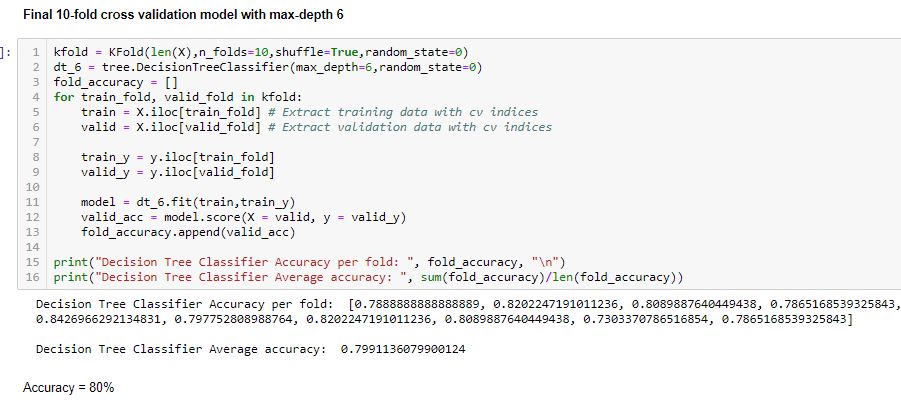 Final 10-fold cross validation model with max-depth 6
]:
1 kfold = KFold(len(X),n_folds=10,shuffle=True,random_state=0)
2 dt_6 = tree.DecisionTreeClassifier(max_depth=6,random_state=0)
3 fold_accuracy = []
4 for train_fold, valid_fold in kfold:
5     train = X.iloc[train_fold] # Extract training data with cv indices
6     valid = X.iloc[valid_fold] # Extract validation data with cv indices
7
8     train_y = y.iloc[train_fold]
9     valid_y = y.iloc[valid_fold]
10
11     model = dt_6.fit(train,train_y)
12     valid_acc = model.score(X = valid, y = valid_y)
13     fold_accuracy.append(valid_acc)
14
15 print("Decision Tree Classifier Accuracy per fold: ", fold_accuracy, "\n")
16 print("Decision Tree Classifier Average accuracy: ", sum(fold_accuracy)/len(fold_accuracy))
Decision Tree Classifier Accuracy per fold:  [0.7888888888888889, 0.8202247191011236, 0.8089887640449438, 0.7865168539325843,
0.8426966292134831, 0.797752808988764, 0.8202247191011236, 0.8089887640449438, 0.7303370786516854, 0.7865168539325843]
Decision Tree Classifier Average accuracy:  0.7991136079900124
Accuracy = 80%